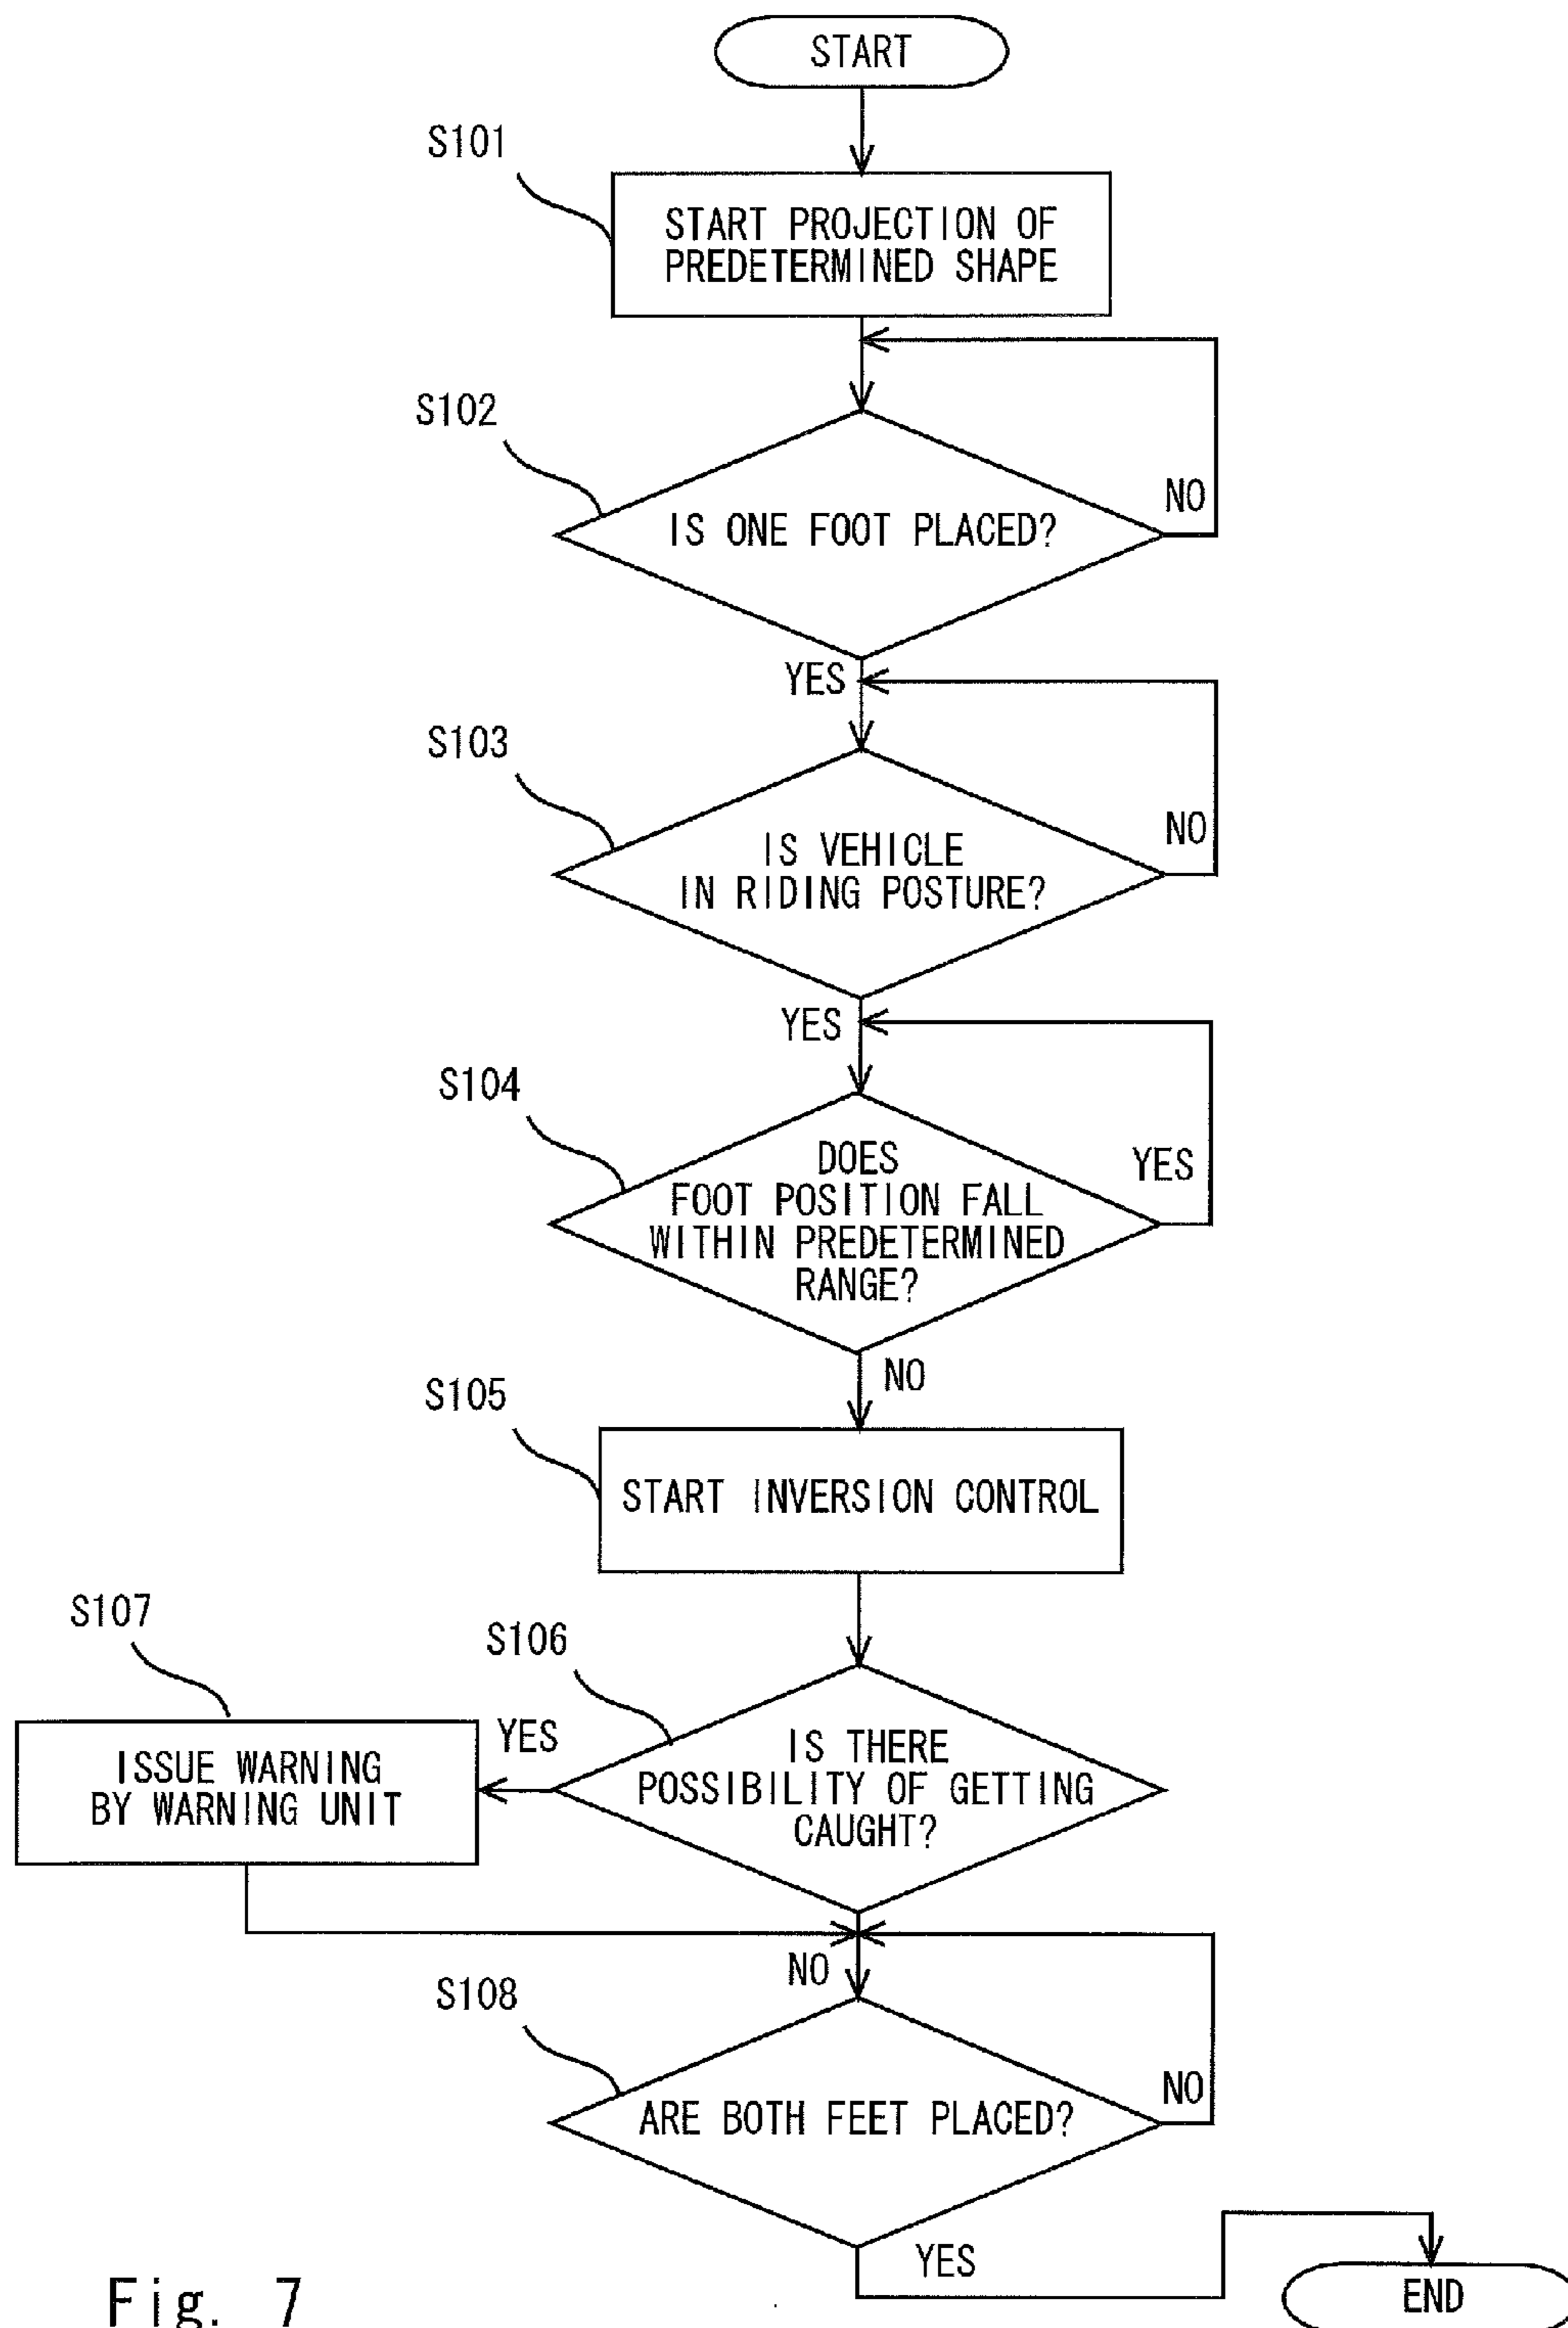 START
S101
START PROJECTION OF
PREDETERMINED SHAPE
S102
IS ONE FOOT PLACED?
NO
YES
S103
IS VEHICLE
IN RIDING POSTURE?
NO
YES
S104
DOES
FOOT POSITION FALL
WITHIN PREDETERMINED
RANGE?
YES
NO
S105
START INVERSION CONTROL
S107
S106
YES
ISSUE WARNING
BY WARNING UNIT
IS THERE
POSSIBILITY OF GETTING
CAUGHT?
NO
S108
ARE BOTH FEET PLACED?
NO
YES
END
Fig. 7